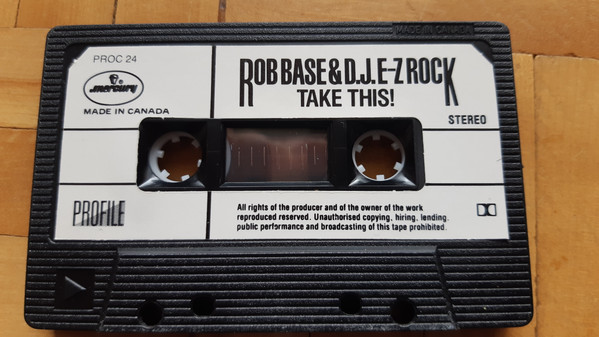 MADE IN CANADA
PROC 24
ROB BASE & D.J. E-Z ROCK
TAKE THIS!
mercury
MADE IN CANADA
STEREO
PROFILE
All rights of the producer and of the owner of the work
reproduced reserved. Unauthorised copying, hiring, lending,
public performance and broadcasting of this tape prohibited.